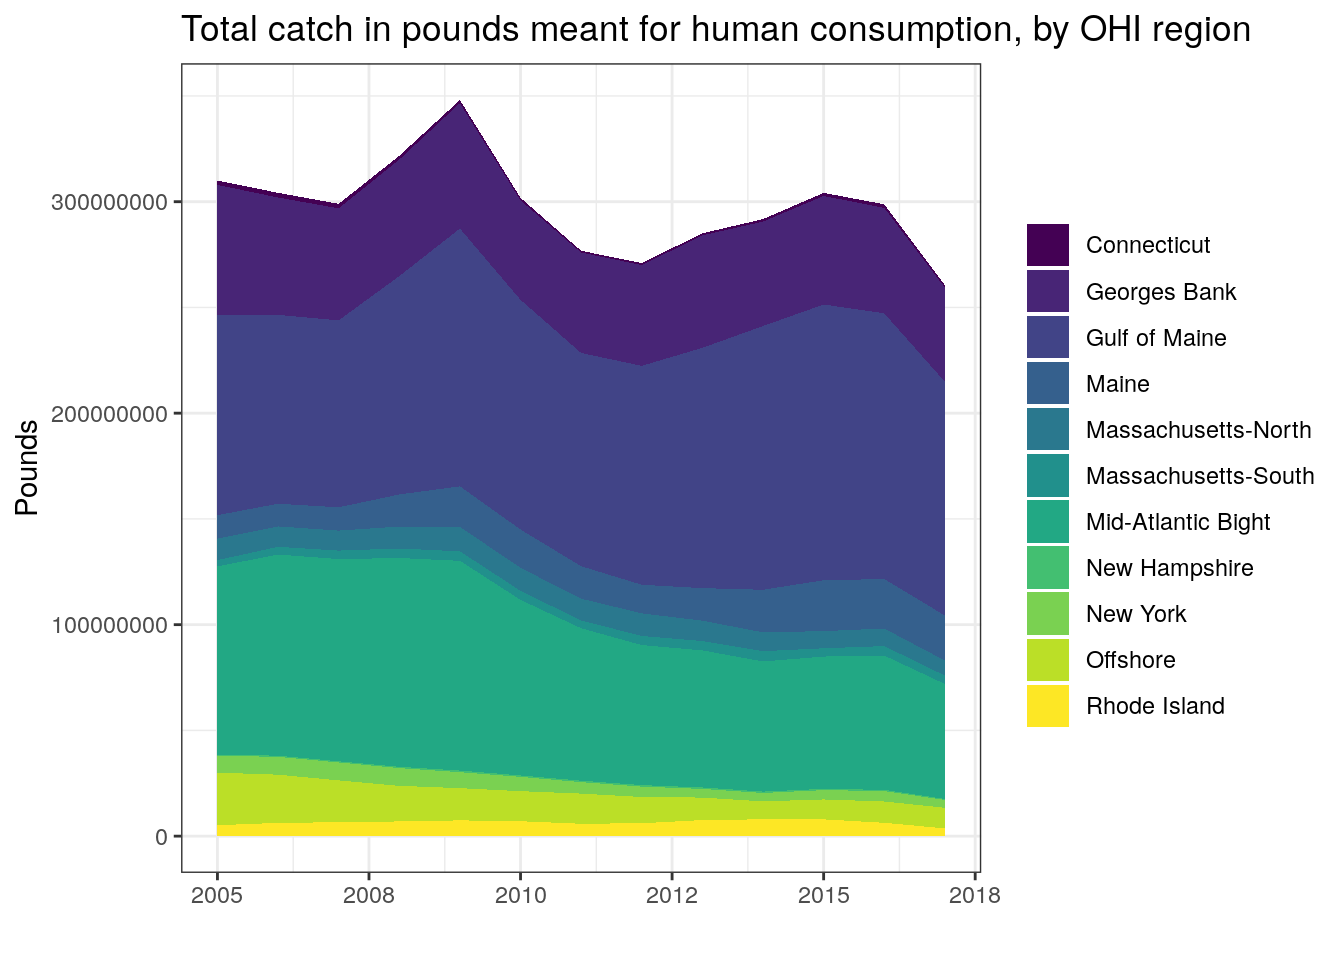 Total catch in pounds meant for human consumption, by OHI region
Pounds
300000000
200000000
100000000
0
2005
2008
2010
2012
2015
2018
Connecticut
Georges Bank
Gulf of Maine
Maine
Massachusetts-North
Massachusetts-South
Mid-Atlantic Bight
New Hampshire
New York
Offshore
Rhode Island